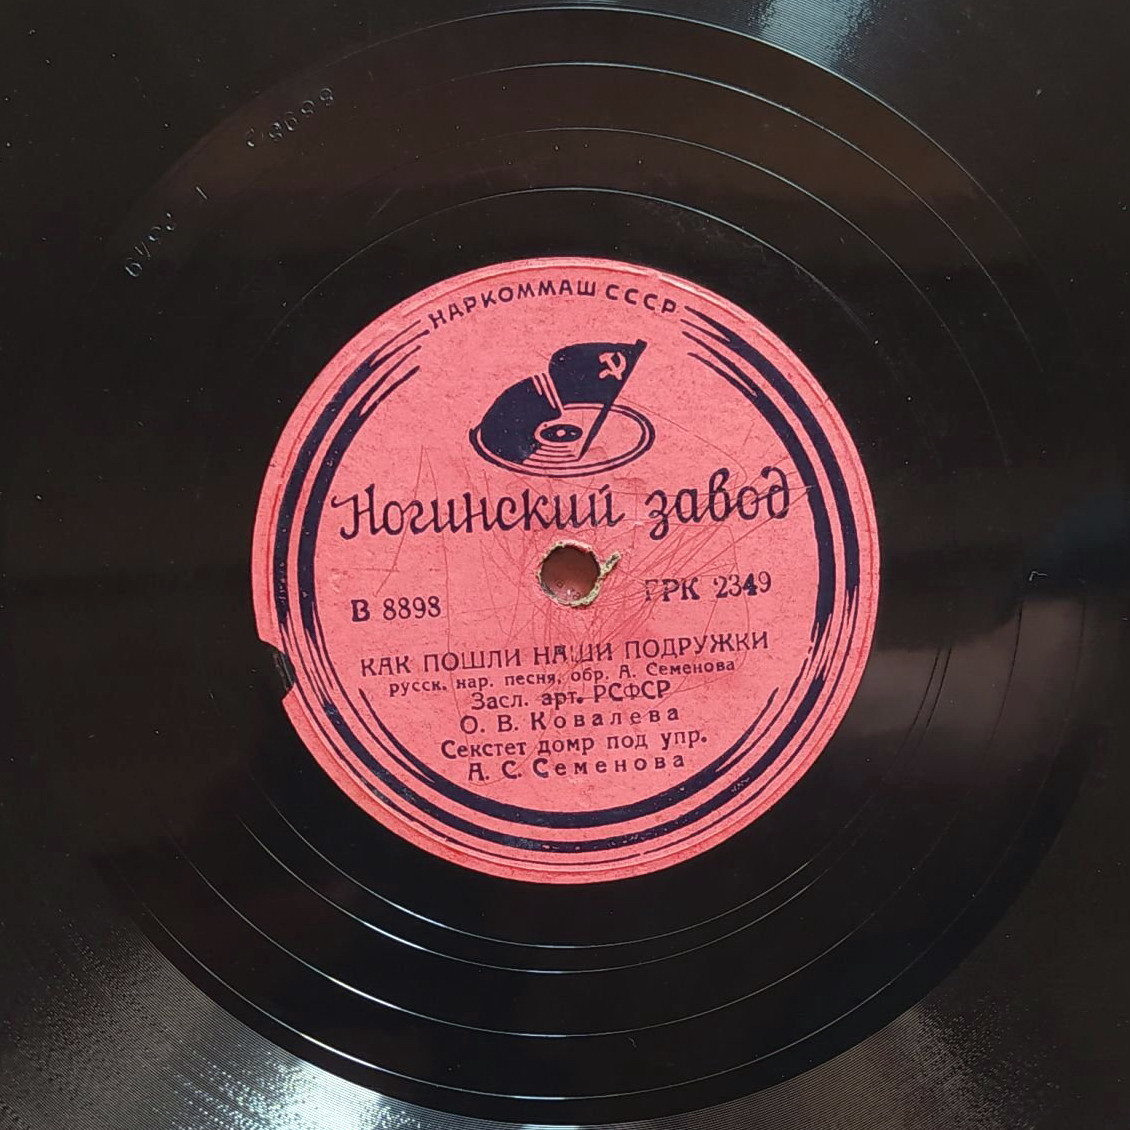 НАРКОММАШ СССР
Ногинский завод
В 8898
ГРК 2349
КАК ПОШЛИ НАШИ ПОДРУЖКИ
русск. нар. песня, обр. А. Семенова
Засл. арт. РСФСР
О. В. Ковалева
Секстет домр под упр.
А. С. Семенова